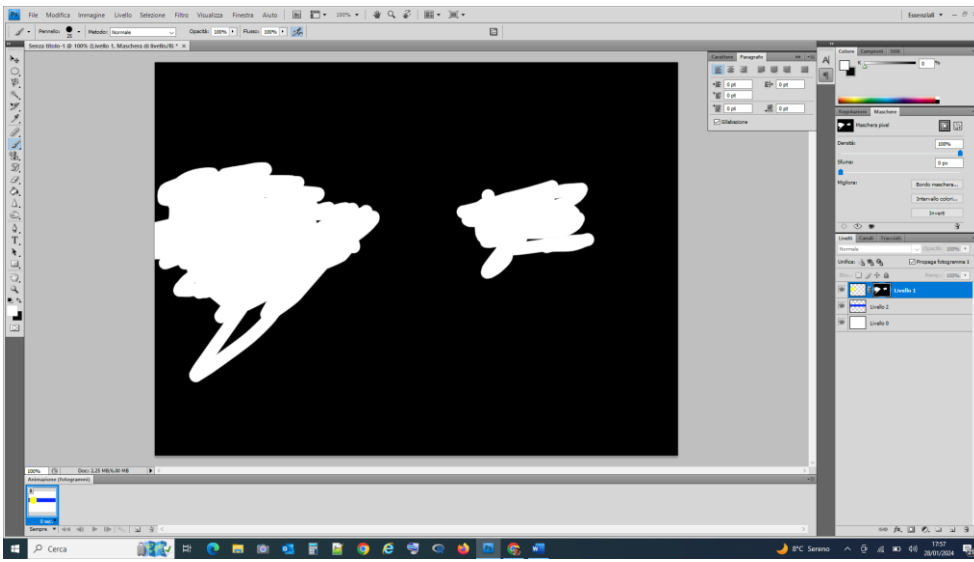 Ps File Modifica Immagine Livello Selezione Filtro Visualizza Finestra Aiuto 100% Essenziali
Pennello: 25 Metodo: Normale Opacità: 100% Flusso: 100%
Senza titolo-1 @ 100% (Livello 1, Maschera di livello/8) * ×
Carattere Paragrafo
0 pt 0 pt
0 pt
0 pt 0 pt
Sillabazione
Colore Campioni Stili
K 0 %
Regolazioni Maschere
Maschera pixel
Densità: 100%
Sfuma: 0 px
Migliora: Bordo maschera...
Intervallo colori...
Inverti
Livelli Canali Tracciati
Normale Opacità: 100%
Unifica: Propaga fotogramma 1
Bloc.: Riemp.: 100%
Livello 1
Livello 2
Livello 0
100% Doc: 2,25 MB/6,00 MB
Animazione (fotogrammi)
0 sec.
Sempre
Cerca
8°C Sereno
17:57
28/01/2024